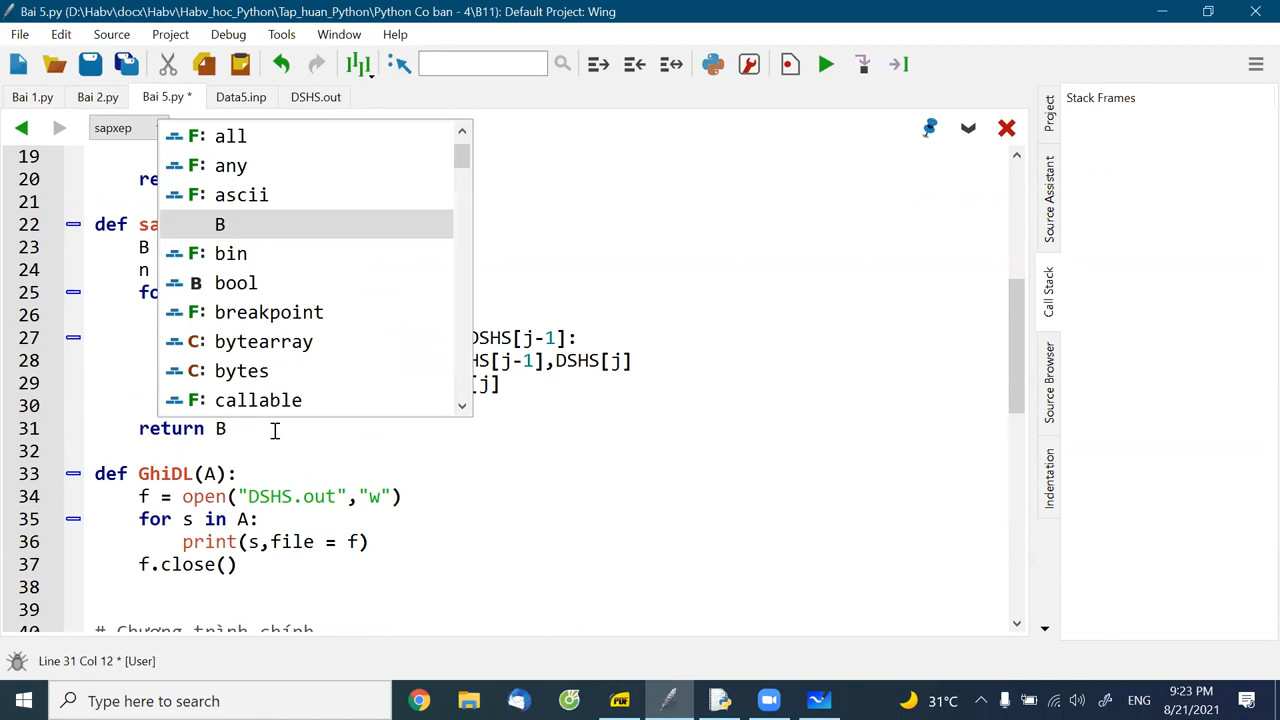 Bai 5.py (D:\Habv\docx\Habv_hoc_Python\Tap_huan_Python\Python Co ban - 4\B11): Default Project: Wing
File Edit Source Project Debug Tools Window Help
Bai 1.py Bai 2.py Bai 5.py * Data5.inp DSHS.out
Stack Frames
sapxep
all
19
F: any
20 re
F: ascii
21
22 def sa B
23 B F: bin
24 n B bool
25 fo F: breakpoint
26
27 C: bytearray DSHS[j-1]:
28 HS[j-1],DSHS[j]
C: bytes
29 [j]
30 F: callable
31 return B
32
33 def GhiDL(A):
34 f = open("DSHS.out","w")
35 for s in A:
36 print(s,file = f)
37 f.close()
38
39
40 # Chương trình chính
Project
Source Assistant
Call Stack
Source Browser
Indentation
Line 31 Col 12 * [User]
Type here to search
31°C ENG 9:23 PM
8/21/2021